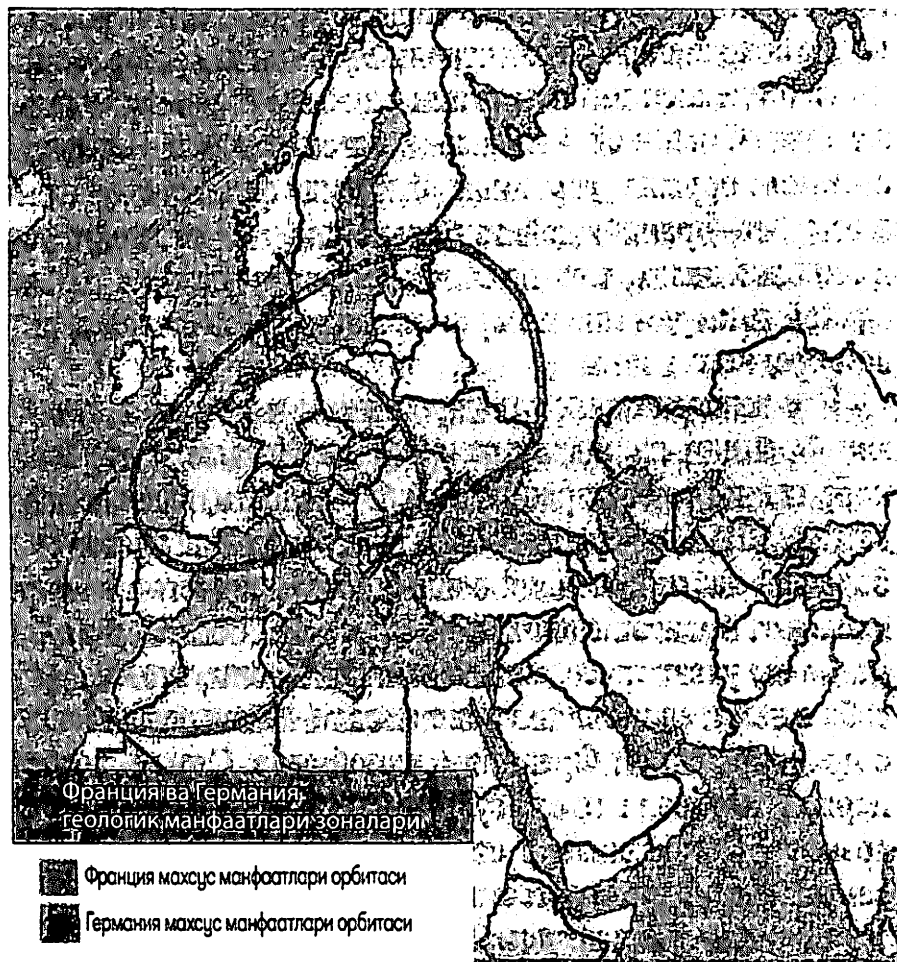 Франция ва Германия
геологик манфаатлари зоналари
Франция махсус манфаатлари орбитаси
Германия махсус манфаатлари орбитаси